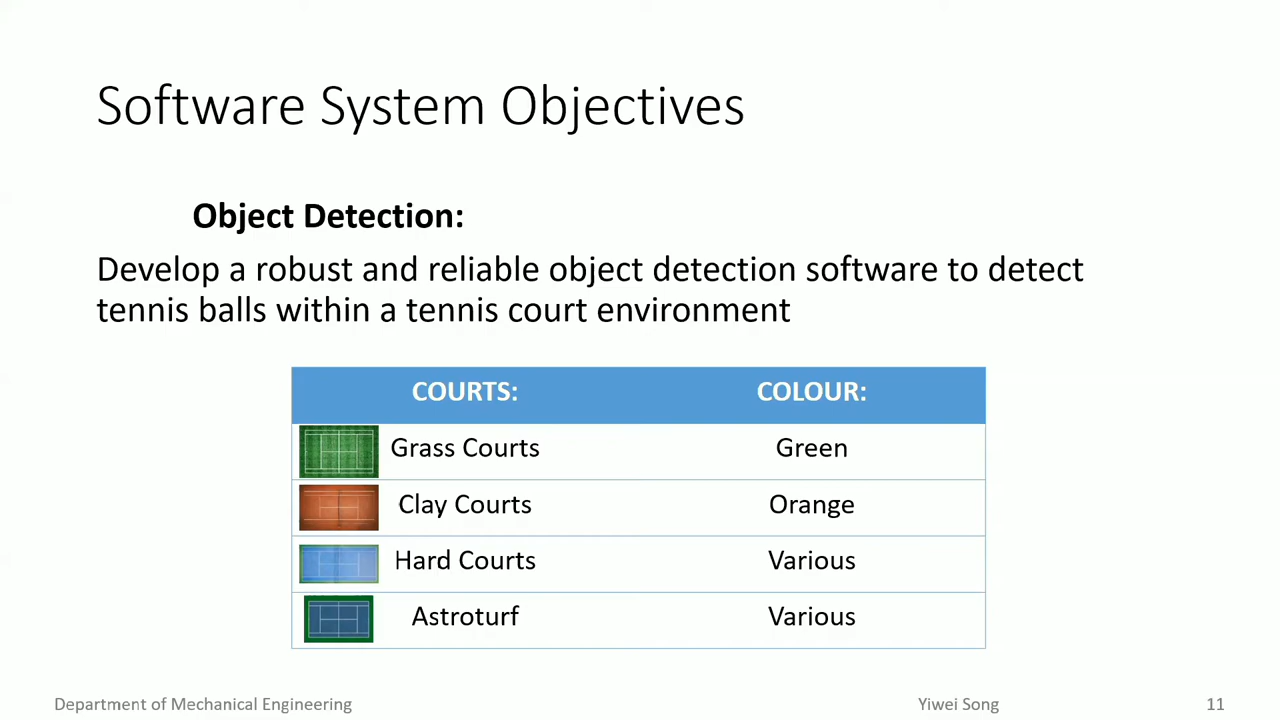 Software System Objectives
Object Detection:
Develop a robust and reliable object detection software to detect
tennis balls within a tennis court environment
COURTS: COLOUR:
Grass Courts Green
Clay Courts Orange
Hard Courts Various
Astroturf Various
Department of Mechanical Engineering Yiwei Song 11